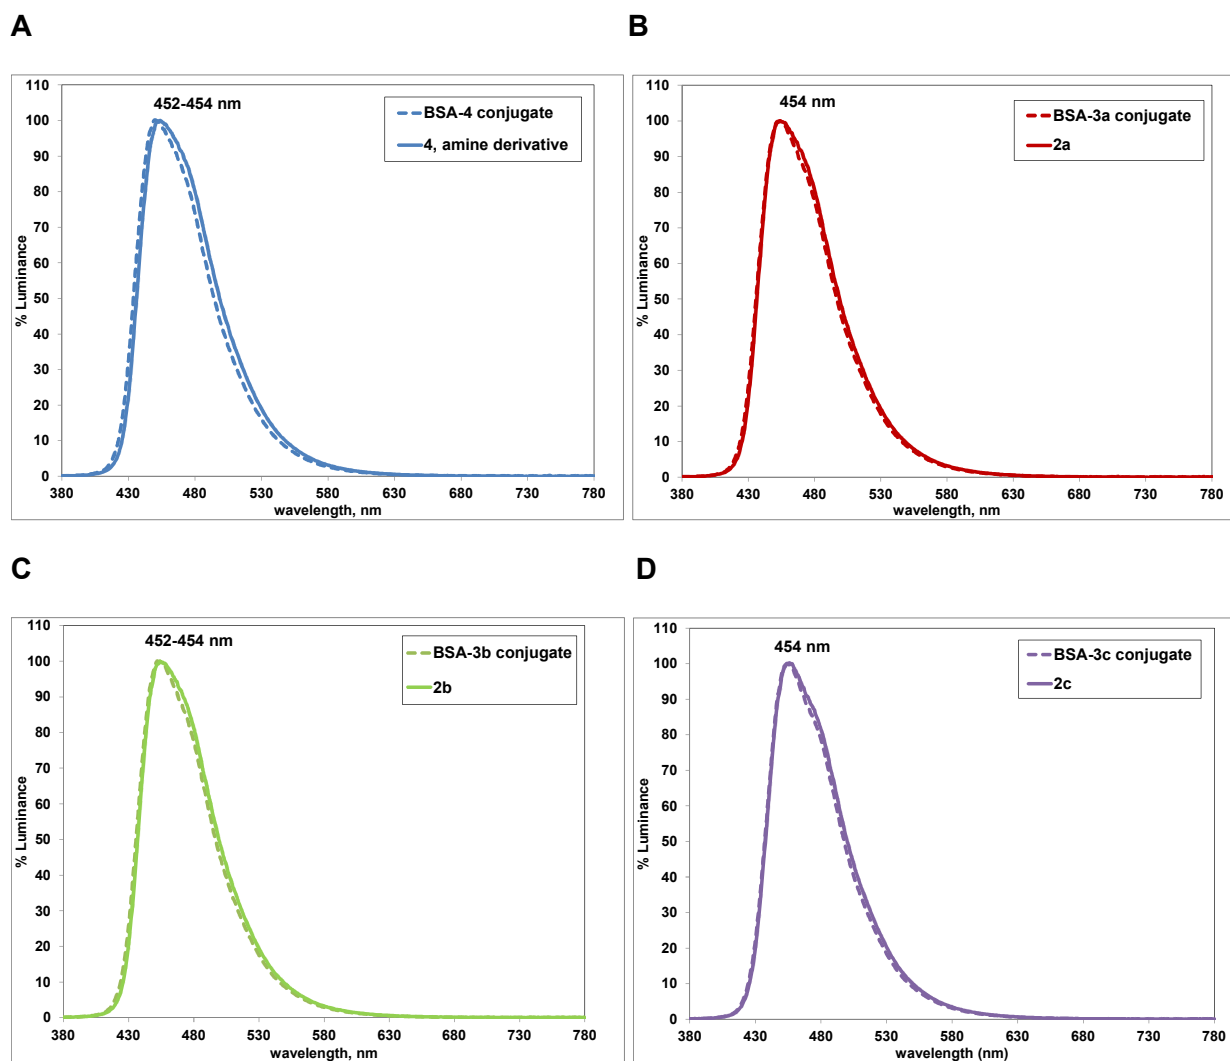 A
B
452-454 nm
BSA-4 conjugate
4, amine derivative
110
100
90
80
70
60
50
40
30
20
10
0
% Luminance
380 430 480 530 580 630 680 730 780
wavelength, nm
454 nm
BSA-3a conjugate
2a
110
100
90
80
70
60
50
40
30
20
10
0
% Luminance
380 430 480 530 580 630 680 730 780
wavelength, nm
C
D
452-454 nm
BSA-3b conjugate
2b
110
100
90
80
70
60
50
40
30
20
10
0
% Luminance
380 430 480 530 580 630 680 730 780
wavelength, nm
454 nm
BSA-3c conjugate
2c
110
100
90
80
70
60
50
40
30
20
10
0
% Luminance
380 430 480 530 580 630 680 730 780
wavelength (nm)